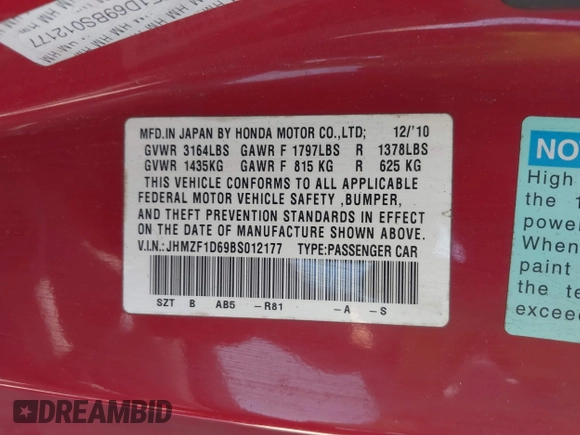 F1D69BS012177
MFD.IN JAPAN BY HONDA MOTOR CO.,LTD; 12/'10
GVWR 3164LBS GAWR F 1797LBS R 1378LBS
GVWR 1435KG GAWR F 815 KG R 625 KG
THIS VEHICLE CONFORMS TO ALL APPLICABLE
FEDERAL MOTOR VEHICLE SAFETY ,BUMPER,
AND THEFT PREVENTION STANDARDS IN EFFECT
ON THE DATE OF MANUFACTURE SHOWN ABOVE.
V.I.N.:JHMZF1D69BS012177 TYPE:PASSENGER CAR
SZT B AB5 -R81 -A -S
NO
High
the 1
power
When
paint
the te
exceed
DREAMBID